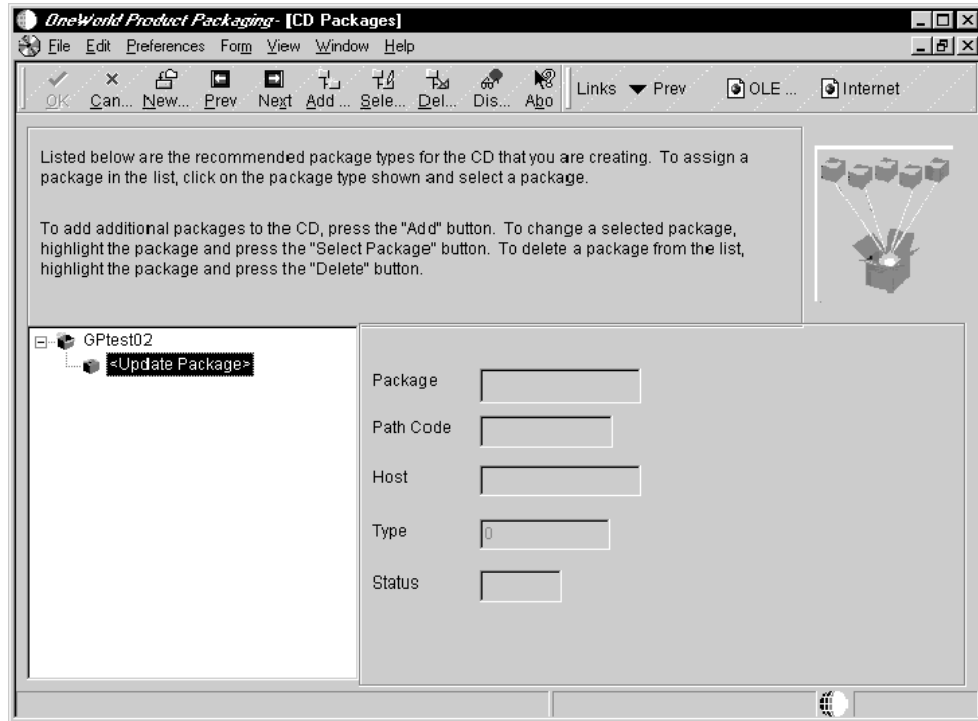 OneWorld Product Packaging - [CD Packages]
File Edit Preferences Form View Window Help
OK Can... New... Prev Next Add ... Sele... Del... Dis... Abo Links Prev OLE ... Internet
Listed below are the recommended package types for the CD that you are creating. To assign a
package in the list, click on the package type shown and select a package.
To add additional packages to the CD, press the "Add" button. To change a selected package,
highlight the package and press the "Select Package" button. To delete a package from the list,
highlight the package and press the "Delete" button.
GPtest02
<Update Package>
Package
Path Code
Host
Type 0
Status